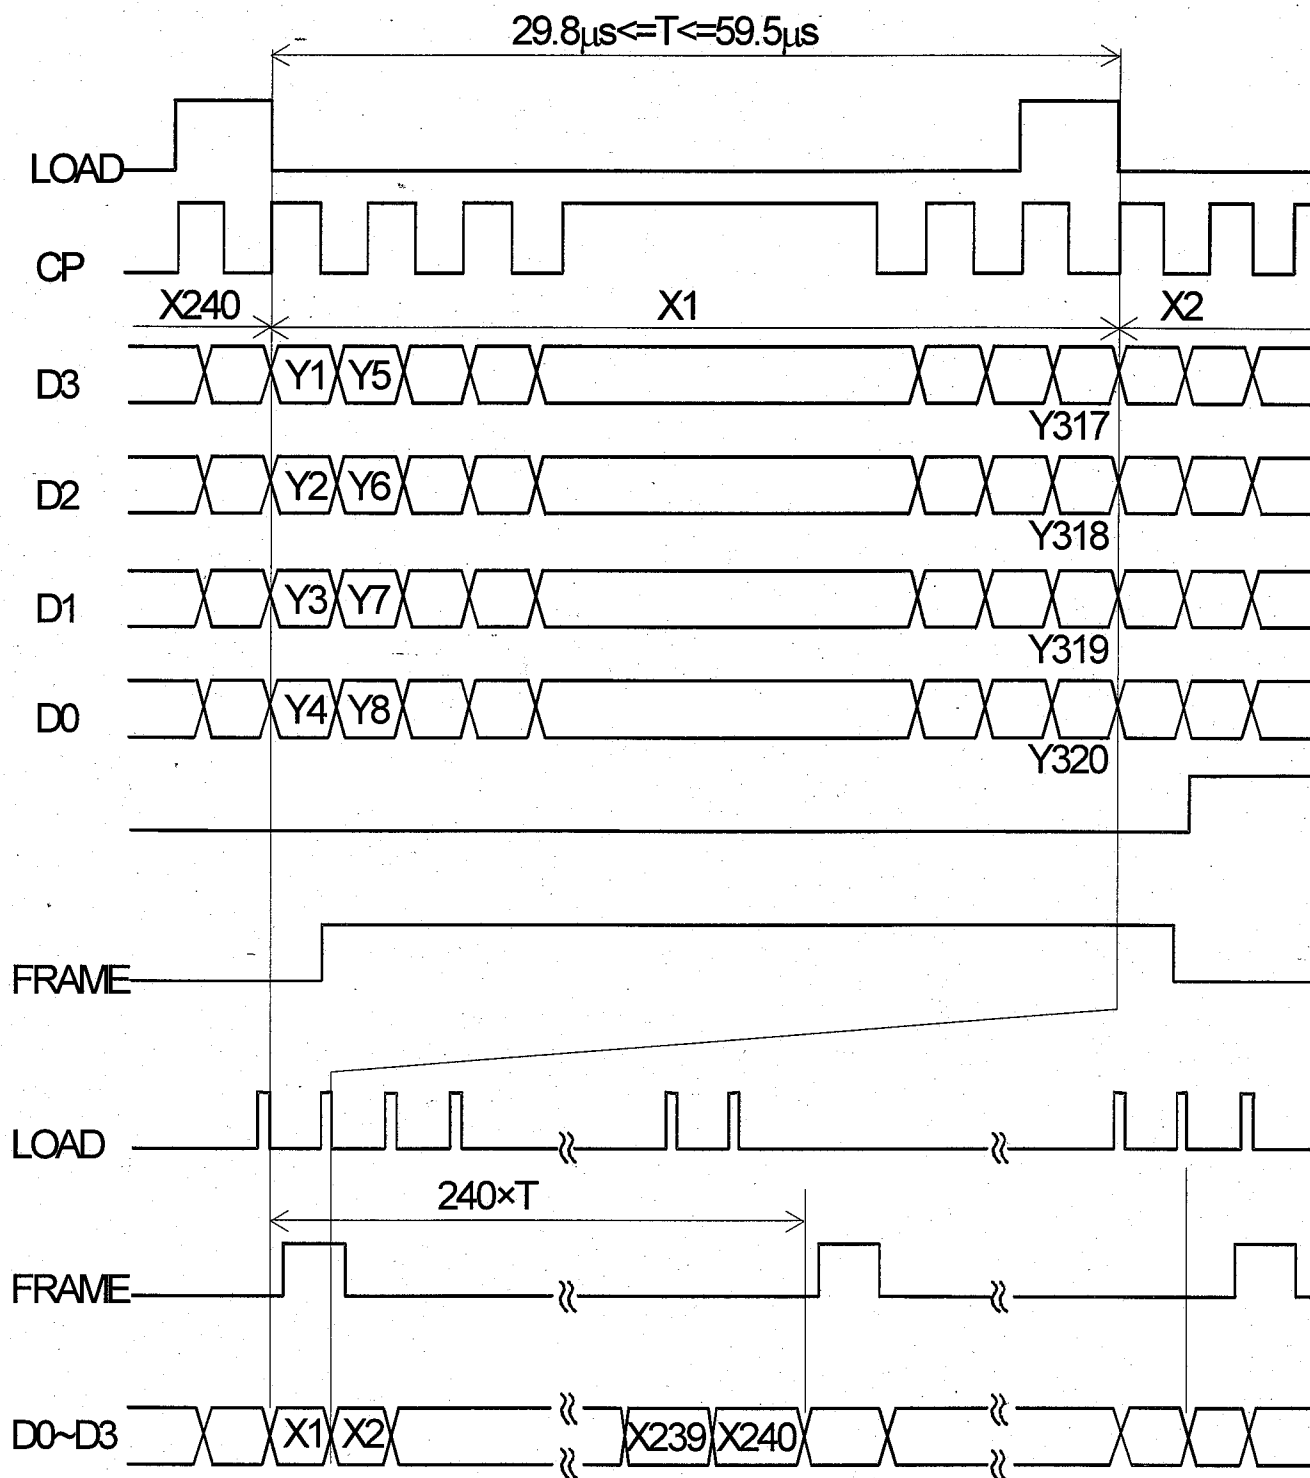 29.8µs<=T<=59.5µs
LOAD
CP
X240 X1 X2
D3 Y1 Y5
Y317
D2 Y2 Y6
Y318
D1 Y3 Y7
Y319
D0 Y4 Y8
Y320
FRAME
LOAD
240×T
FRAME
D0~D3 X1 X2 X239 X240